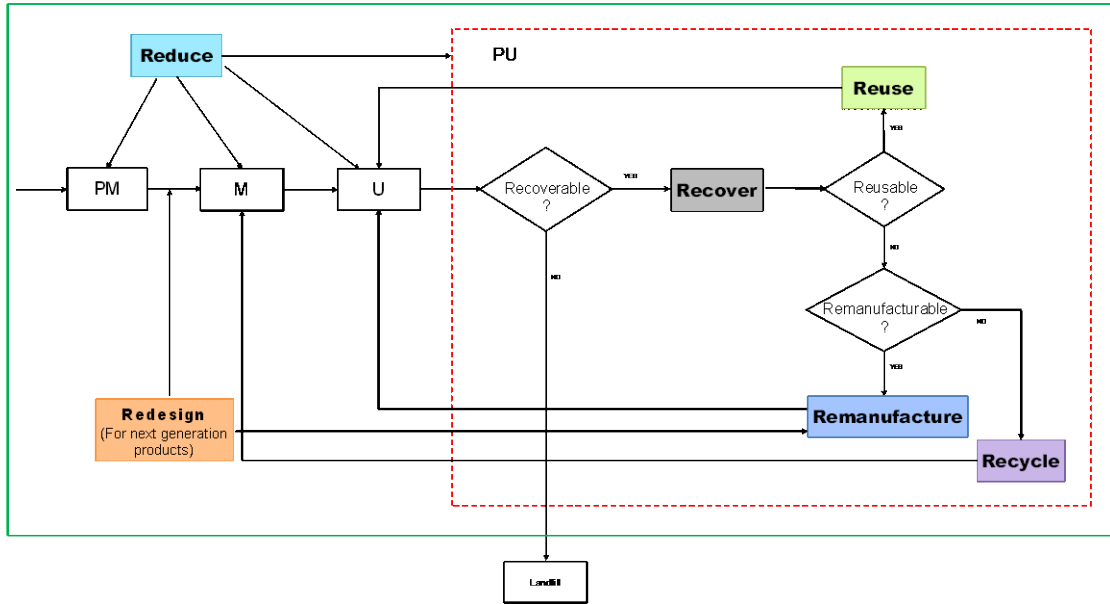 Reduce
PU
Reuse
YES
PM
M
U
Recoverable
?
YES
Recover
Reusable
?
NO
NO
Remanufacturable
?
NO
YES
Redesign
(For next generation
products)
Remanufacture
Recycle
Landfill